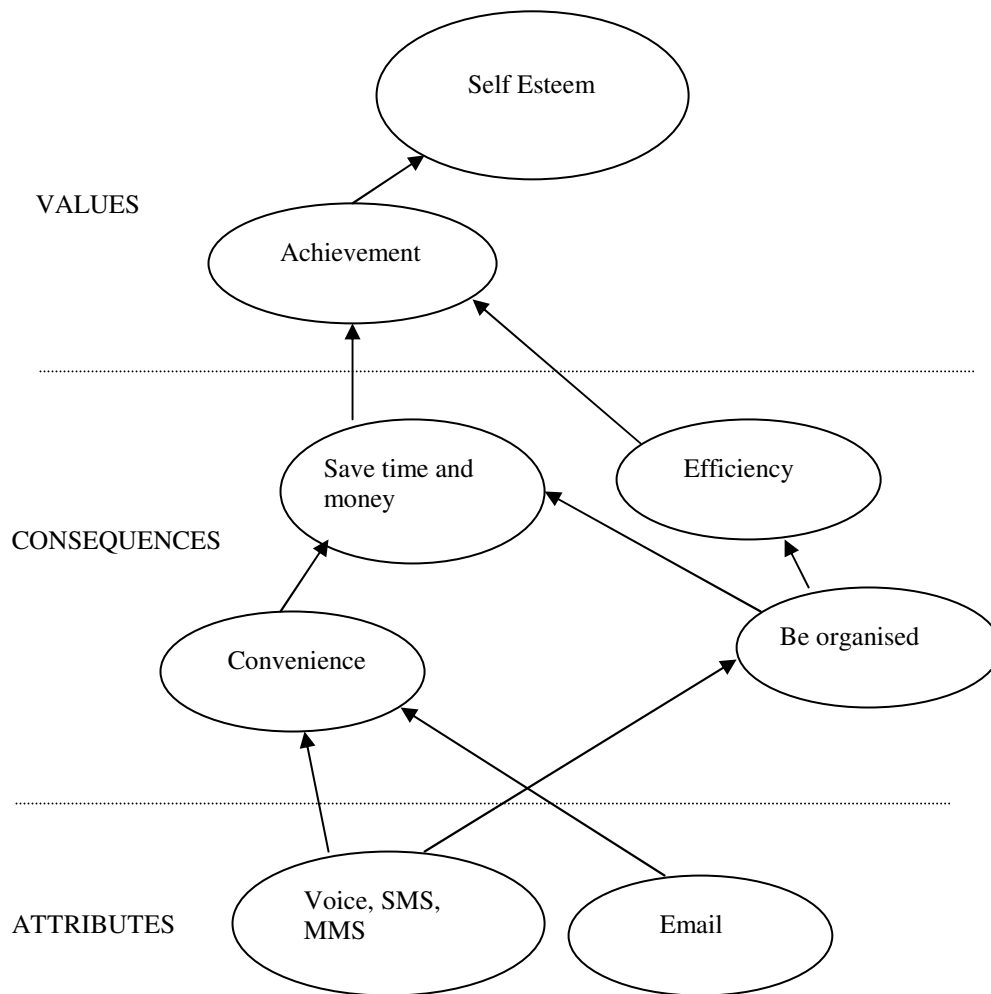 Self Esteem
VALUES
Achievement
Save time and
money
Efficiency
CONSEQUENCES
Be organised
Convenience
Voice, SMS,
MMS
ATTRIBUTES
Email